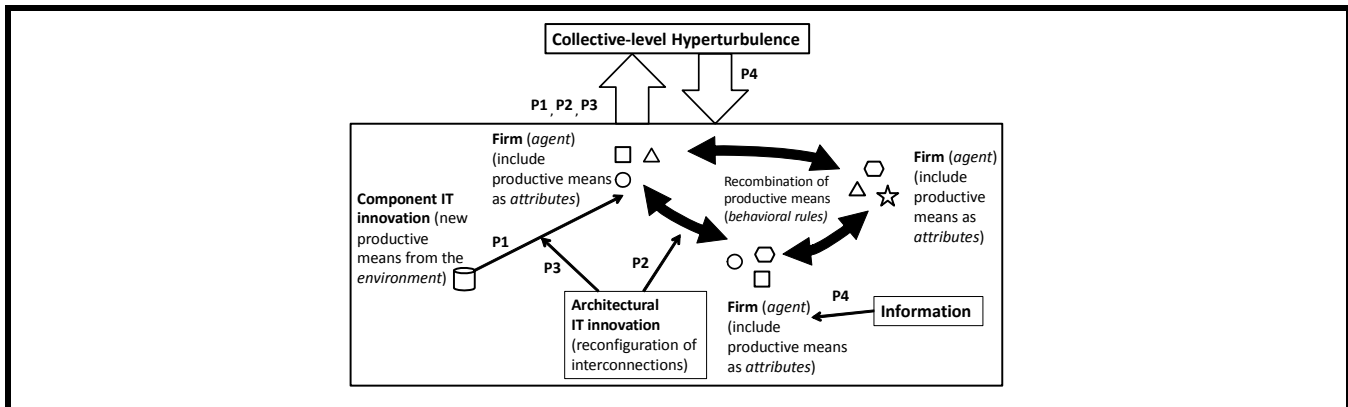 Collective-level Hyperturbulence
P4
P1, P2, P3
Firm (agent)
(include
productive means
as attributes)
Recombination of
productive means
(behavioral rules)
Firm (agent)
(include
productive
means as
attributes)
Component IT
innovation (new
productive
means from the
environment)
P1
P3
P2
Architectural
IT innovation
(reconfiguration of
interconnections)
Firm (agent)
(include
productive means
as attributes)
P4
Information